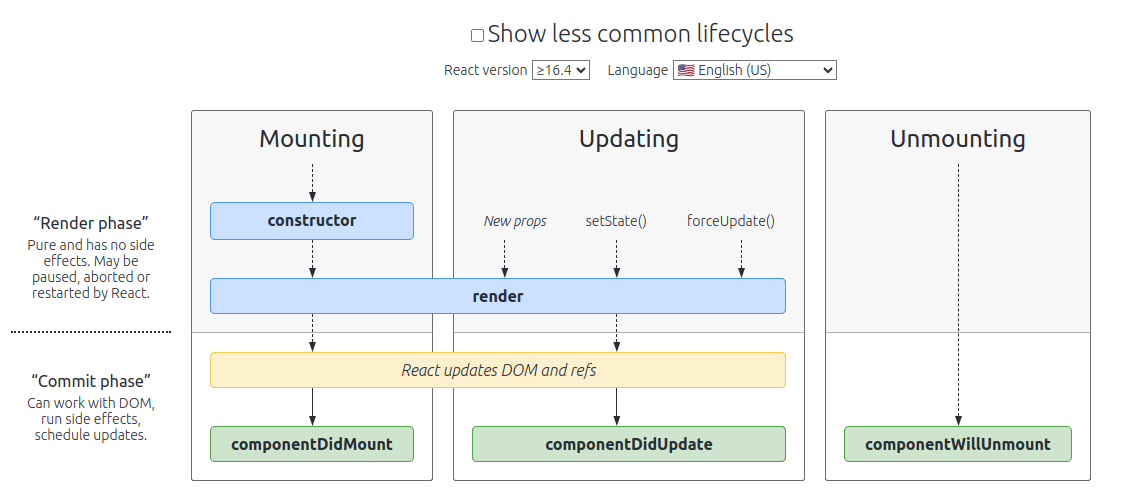 Show less common lifecycles
React version ≥16.4 Language 🇺🇸 English (US)
Mounting
Updating
Unmounting
“Render phase”
Pure and has no side
effects. May be
paused, aborted or
restarted by React.
constructor
New props
setState()
forceUpdate()
render
“Commit phase”
Can work with DOM,
run side effects,
schedule updates.
React updates DOM and refs
componentDidMount
componentDidUpdate
componentWillUnmount